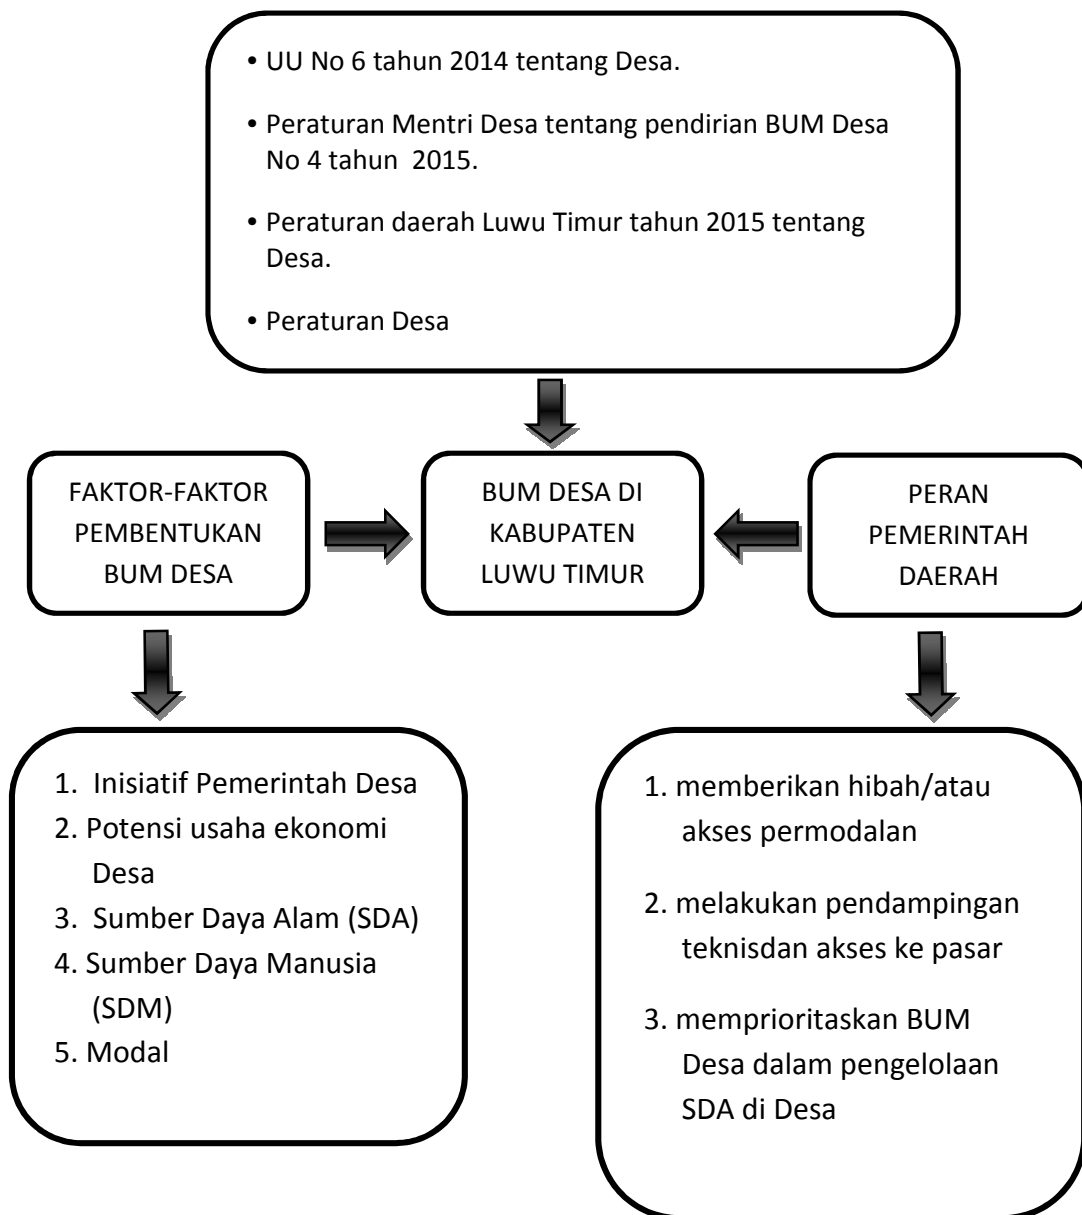 • UU No 6 tahun 2014 tentang Desa.
• Peraturan Mentri Desa tentang pendirian BUM Desa
No 4 tahun  2015.
• Peraturan daerah Luwu Timur tahun 2015 tentang
Desa.
• Peraturan Desa
FAKTOR-FAKTOR
PEMBENTUKAN
BUM DESA
BUM DESA DI
KABUPATEN
LUWU TIMUR
PERAN
PEMERINTAH
DAERAH
1.  Inisiatif Pemerintah Desa
2. Potensi usaha ekonomi
Desa
3.  Sumber Daya Alam (SDA)
4. Sumber Daya Manusia
(SDM)
5. Modal
1. memberikan hibah/atau
akses permodalan
2. melakukan pendampingan
teknisdan akses ke pasar
3. memprioritaskan BUM
Desa dalam pengelolaan
SDA di Desa